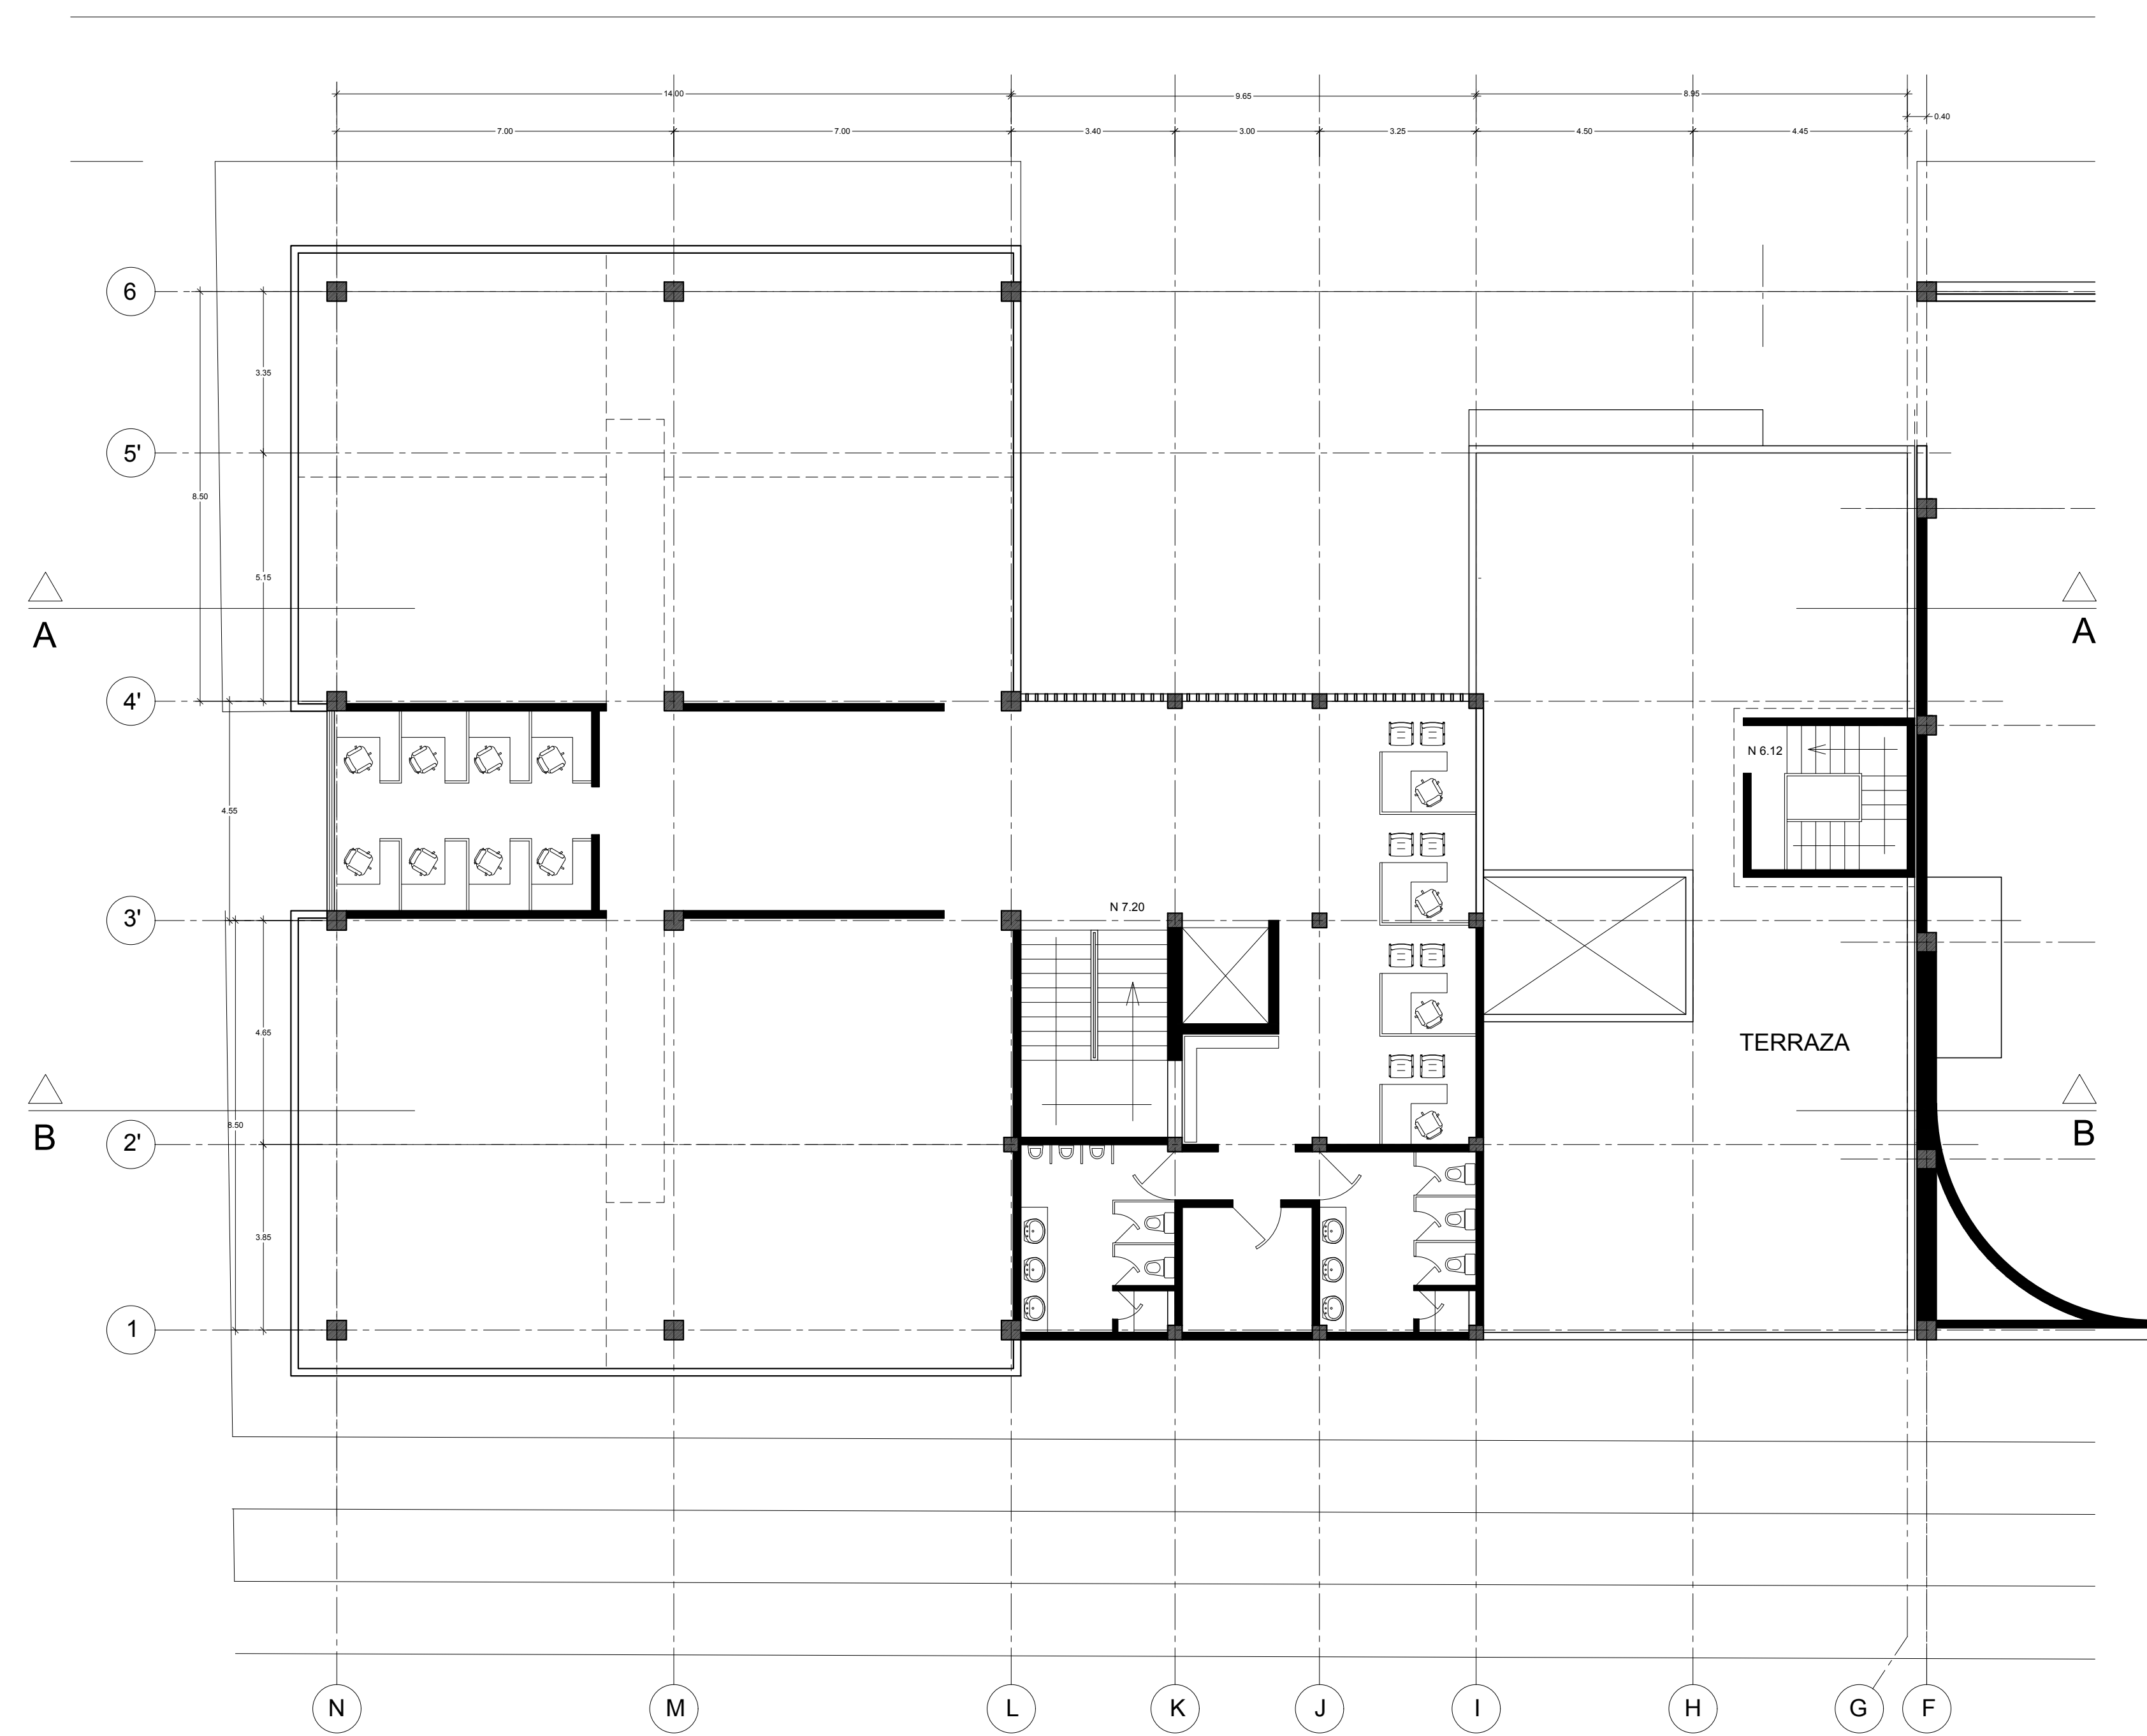 14.00
9.65
8.95
7.00
7.00
3.40
3.00
3.25
4.50
4.45
0.40
6
3.35
5'
8.50
5.15
A
A
4'
N 6.12
4.55
3'
N 7.20
4.65
TERRAZA
8.50
B
B
2'
3.85
1
N
M
L
K
J
I
H
G
F